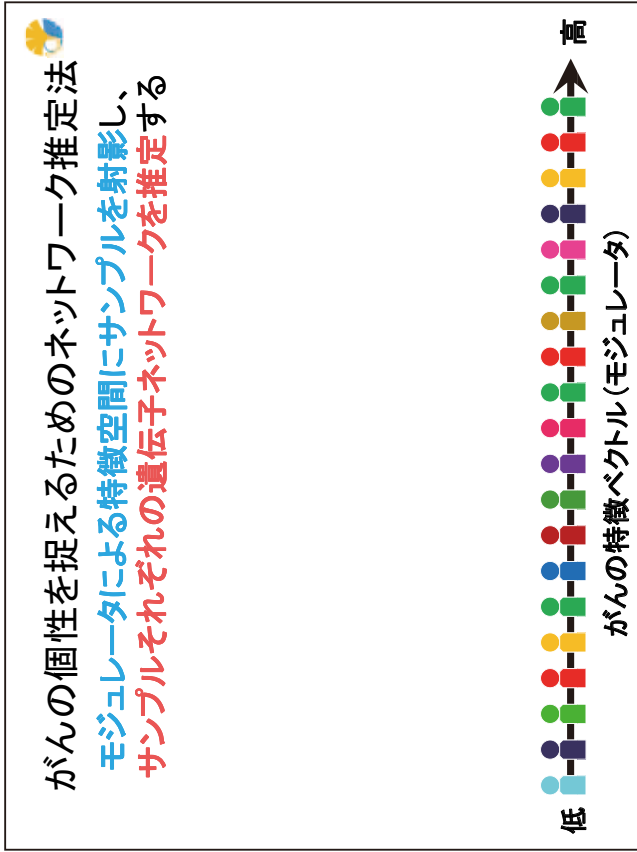 がんの個性を捉えるためのネットワーク推定法
モジュレータによる特徴空間にサンプルを射影し、
サンプルそれぞれの遺伝子ネットワークを推定する
低
高
がんの特徴ベクトル(モジュレータ)